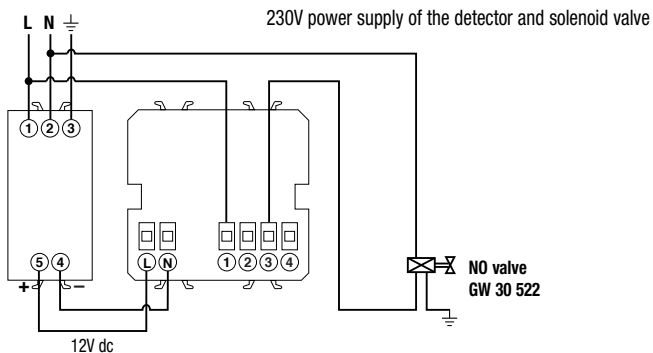 230V power supply of the detector and solenoid valve
L N
1 2 3
5 4
+ –
L N 1 2 3 4
NO valve
GW 30 522
12V dc